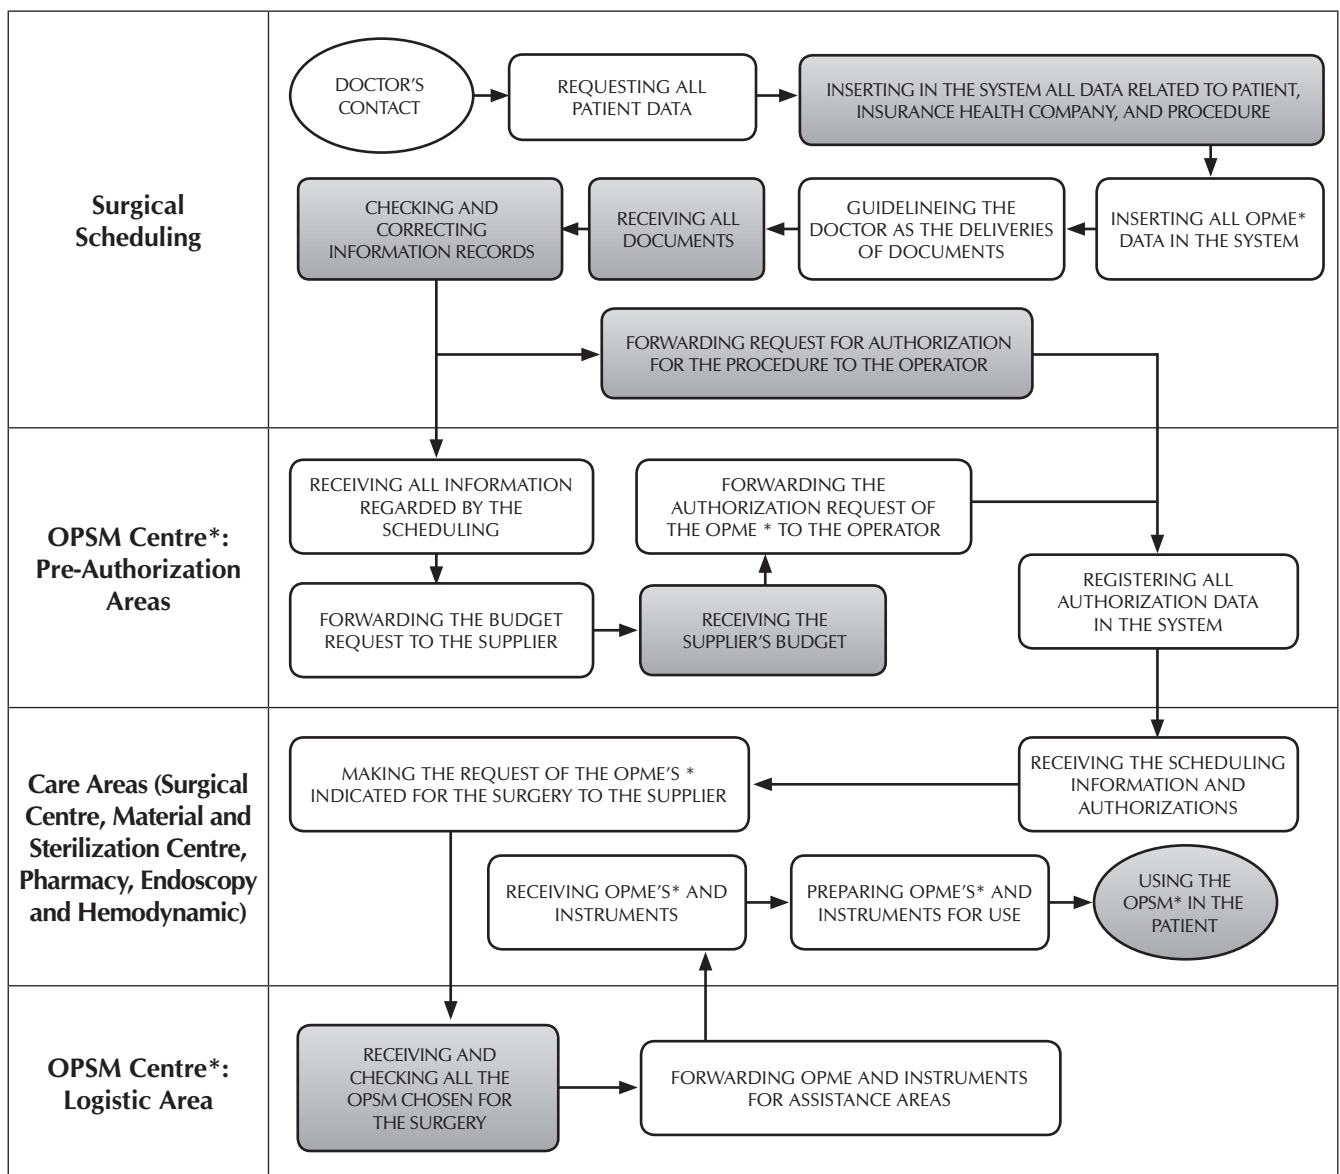 Surgical
Scheduling
DOCTOR'S
CONTACT
REQUESTING ALL
PATIENT DATA
INSERTING IN THE SYSTEM ALL DATA RELATED TO PATIENT,
INSURANCE HEALTH COMPANY, AND PROCEDURE
INSERTING ALL OPME*
DATA IN THE SYSTEM
GUIDELINEING THE
DOCTOR AS THE DELIVERIES
OF DOCUMENTS
RECEIVING ALL
DOCUMENTS
CHECKING AND
CORRECTING
INFORMATION RECORDS
FORWARDING REQUEST FOR AUTHORIZATION
FOR THE PROCEDURE TO THE OPERATOR
OPSM Centre*:
Pre-Authorization
Areas
RECEIVING ALL INFORMATION
REGARDED BY THE
SCHEDULING
FORWARDING THE BUDGET
REQUEST TO THE SUPPLIER
RECEIVING THE
SUPPLIER'S BUDGET
FORWARDING THE
AUTHORIZATION REQUEST OF
THE OPME * TO THE OPERATOR
REGISTERING ALL
AUTHORIZATION DATA
IN THE SYSTEM
Care Areas (Surgical
Centre, Material and
Sterilization Centre,
Pharmacy, Endoscopy
and Hemodynamic)
RECEIVING THE SCHEDULING
INFORMATION AND
AUTHORIZATIONS
MAKING THE REQUEST OF THE OPME'S *
INDICATED FOR THE SURGERY TO THE SUPPLIER
RECEIVING OPME'S* AND
INSTRUMENTS
PREPARING OPME'S* AND
INSTRUMENTS FOR USE
USING THE
OPSM* IN THE
PATIENT
OPSM Centre*:
Logistic Area
RECEIVING AND
CHECKING ALL THE
OPSM CHOSEN FOR
THE SURGERY
FORWARDING OPME AND INSTRUMENTS
FOR ASSISTANCE AREAS